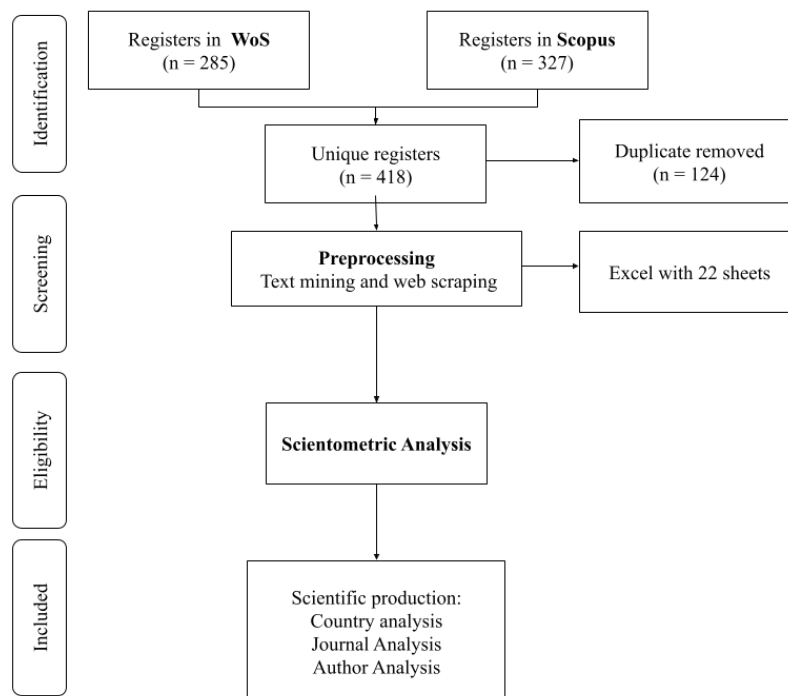 Identification
Registers in WoS
(n = 285)
Registers in Scopus
(n = 327)
Unique registers
(n = 418)
Duplicate removed
(n = 124)
Screening
Preprocessing
Text mining and web scraping
Excel with 22 sheets
Eligibility
Scientometric Analysis
Included
Scientific production:
Country analysis
Journal Analysis
Author Analysis